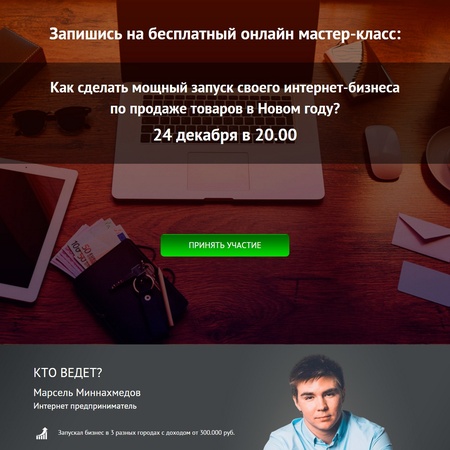 Запишись на бесплатный онлайн мастер-класс:
Как сделать мощный запуск своего интернет-бизнеса
по продаже товаров в Новом году?
24 декабря в 20.00
ПРИНЯТЬ УЧАСТИЕ
КТО ВЕДЕТ?
Марсель Миннахмедов
Интернет предприниматель
Запускал бизнес в 3 разных городах с доходом от 300.000 руб.